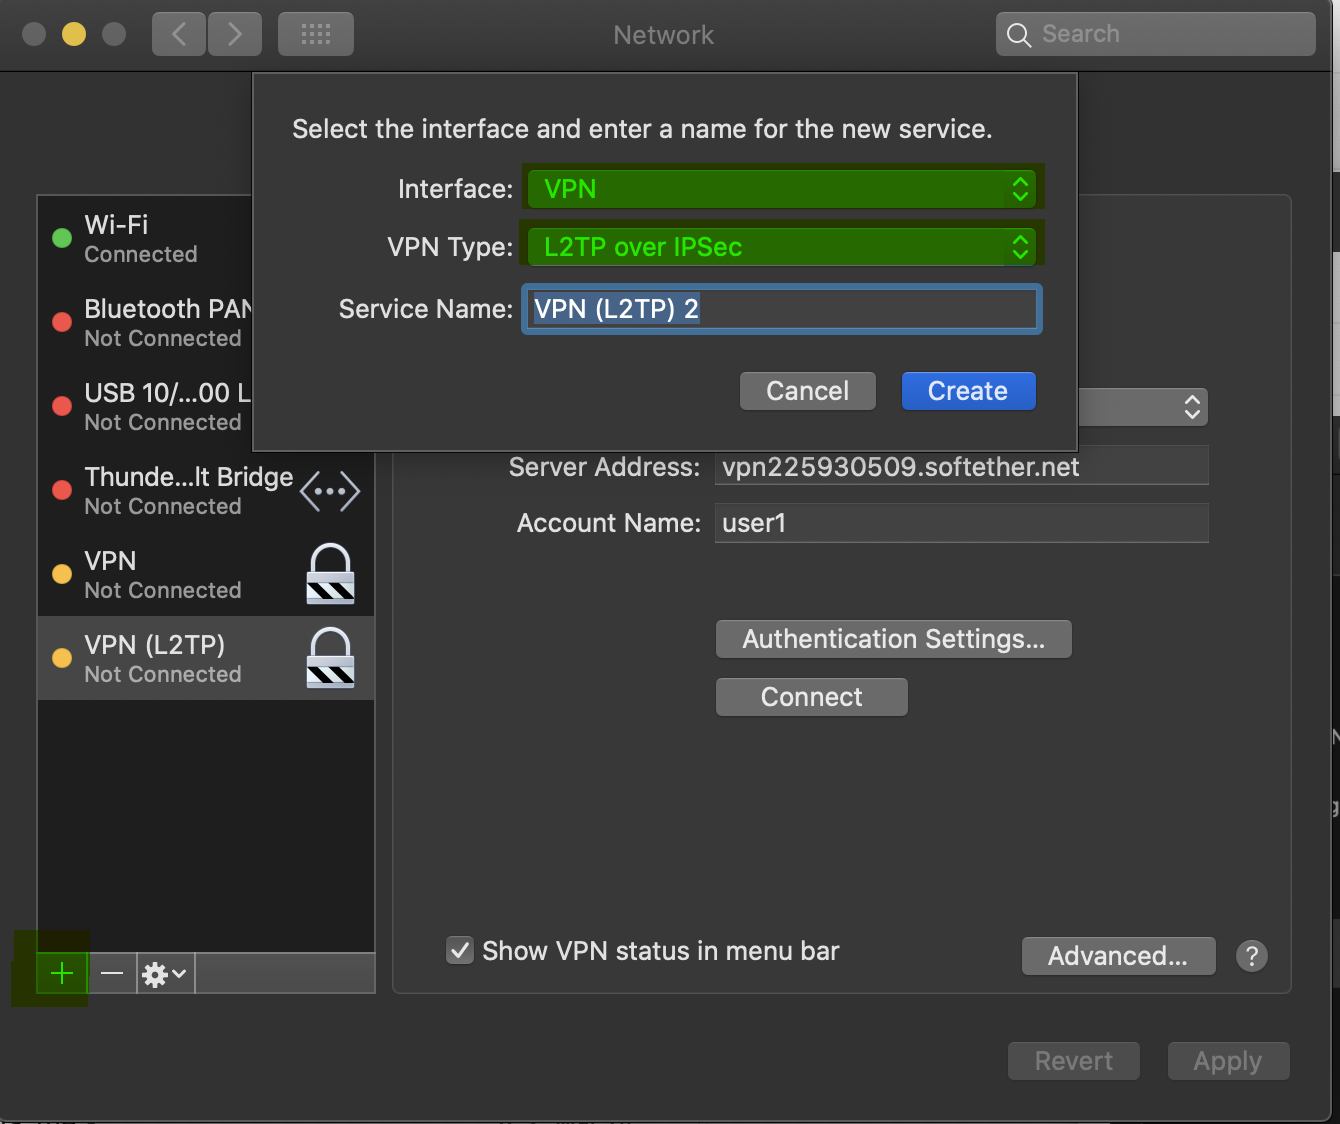 Network
Search
Select the interface and enter a name for the new service.
Interface: VPN
VPN Type: L2TP over IPSec
Service Name: VPN (L2TP) 2
Cancel
Create
Wi-Fi
Connected
Bluetooth PAN
Not Connected
USB 10/...00 L
Not Connected
Thunde...lt Bridge
Not Connected
VPN
Not Connected
VPN (L2TP)
Not Connected
Server Address: vpn225930509.softether.net
Account Name: user1
Authentication Settings...
Connect
Show VPN status in menu bar
Advanced...
?
Revert
Apply